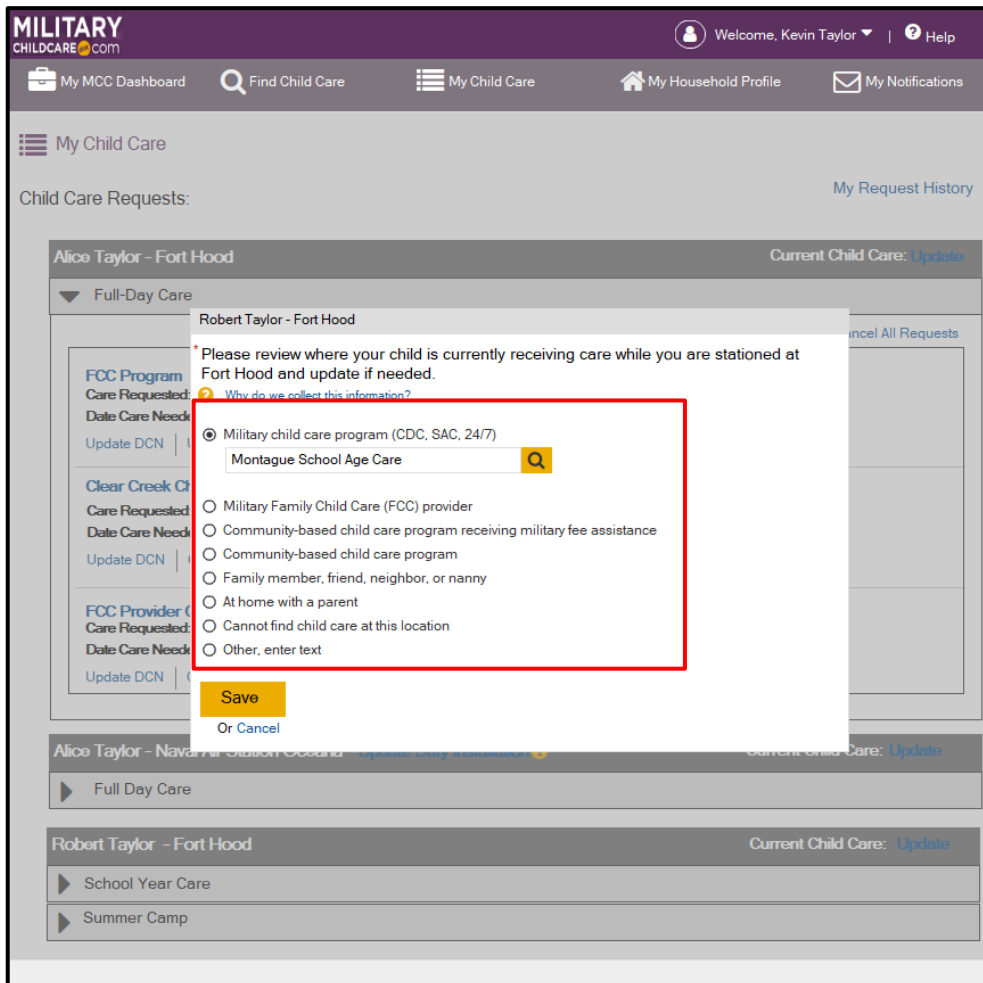 MILITARY
CHILDCARE.com
Welcome, Kevin Taylor | Help
My MCC Dashboard Find Child Care My Child Care My Household Profile My Notifications
My Child Care
My Request History
Child Care Requests:
Alice Taylor - Fort Hood Current Child Care: Update
Full-Day Care
Robert Taylor - Fort Hood
All Requests
* Please review where your child is currently receiving care while you are stationed at
Fort Hood and update if needed.
? Why do we collect this information?
FCC Program
Care Requested:
Date Care
Update DCN |
Military child care program (CDC, SAC, 24/7)
Montague School Age Care
Clear Creek
Care Requested
Date Care
Update DCN |
Military Family Child Care (FCC) provider
Community-based child care program receiving military fee assistance
Community-based child care program
Family member, friend, neighbor, or nanny
At home with a parent
Cannot find child care at this location
Other, enter text
FCC Provider
Care Requested:
Date Care
Update DCN |
Save
Or Cancel
Alice Taylor - Naval Air Station Oceana Update Duty Installation Current Child Care: Update
Full Day Care
Robert Taylor - Fort Hood Current Child Care: Update
School Year Care
Summer Camp